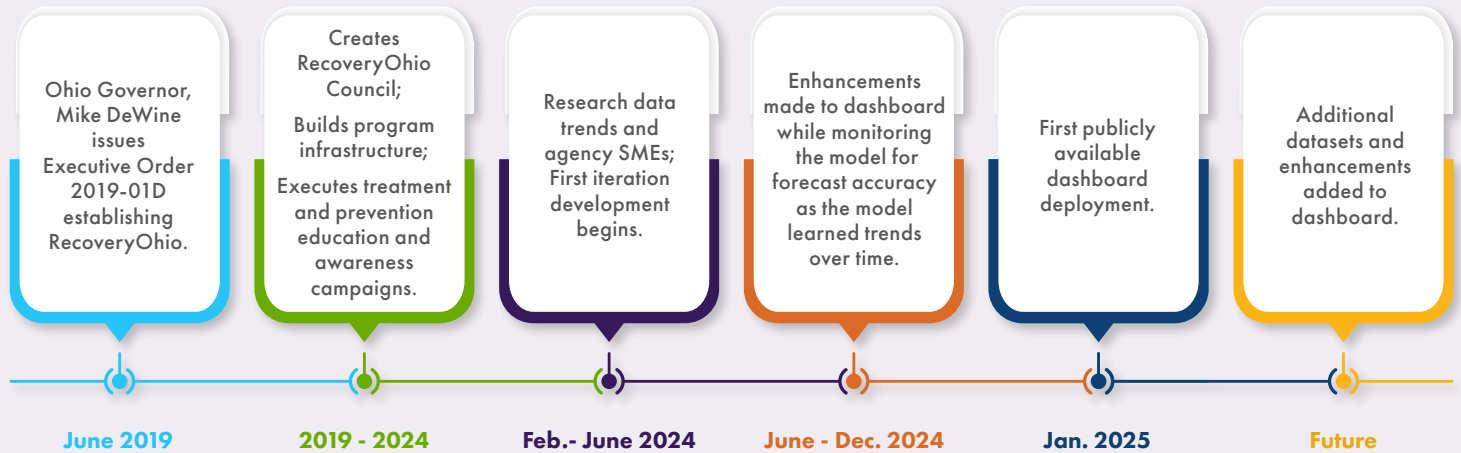 Ohio Governor,
Mike DeWine
issues
Executive Order
2019-01D
establishing
RecoveryOhio.
June 2019
Creates
RecoveryOhio
Council;
Builds program
infrastructure;
Executes treatment
and prevention
education and
awareness
campaigns.
2019 - 2024
Research data
trends and
agency SMEs;
First iteration
development
begins.
Feb.- June 2024
Enhancements
made to dashboard
while monitoring
the model for
forecast accuracy
as the model
learned trends
over time.
June - Dec. 2024
First publicly
available
dashboard
deployment.
Jan. 2025
Additional
datasets and
enhancements
added to
dashboard.
Future